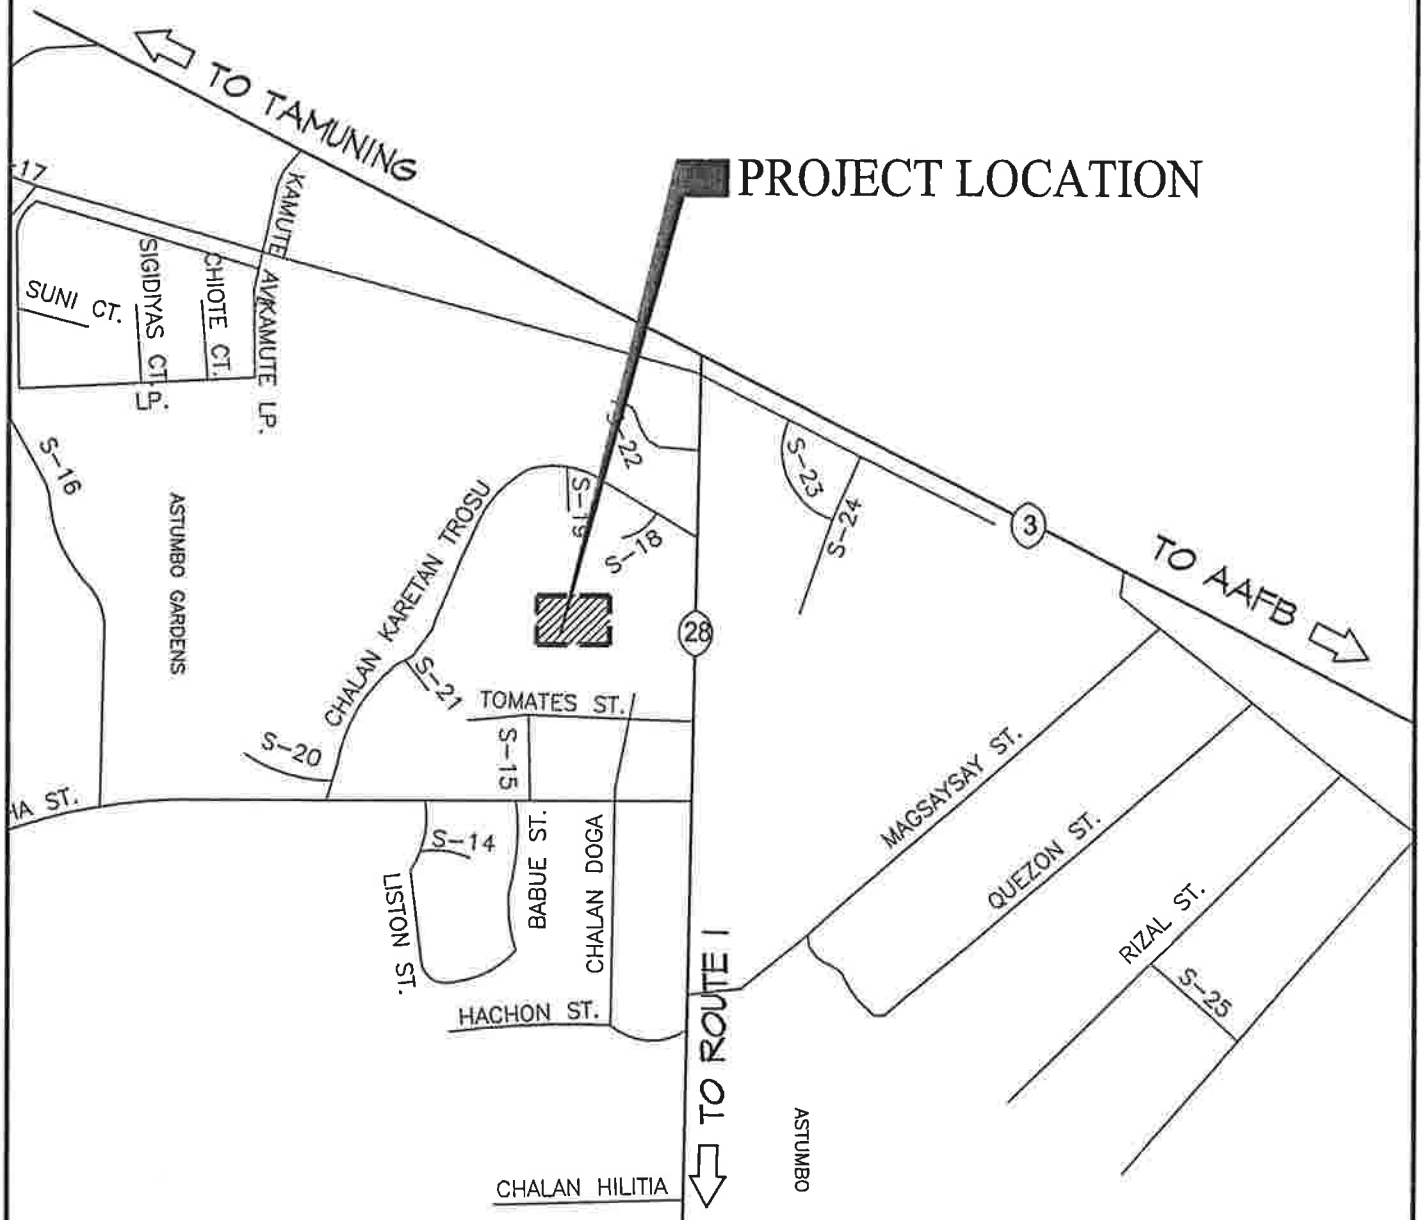 TO TAMUNING
PROJECT LOCATION
-17
KAMUTE AV
SUNI CT.
SIGIDIYAS CT.
LP.
CHIOTE CT.
KAMUTE LP.
S-16
ASTUMBO GARDENS
S-22
S-23
S-24
S-19
S-18
3
TO AAFB
CHALAN KARETAN TROSU
28
S-21
TOMATES ST.
S-20
S-15
HA ST.
S-14
LISTON ST.
BABUE ST.
CHALAN DOGA
HACHON ST.
MAGSAYSAY ST.
QUEZON ST.
RIZAL ST.
S-25
TO ROUTE 1
ASTUMBO
CHALAN HILITIA